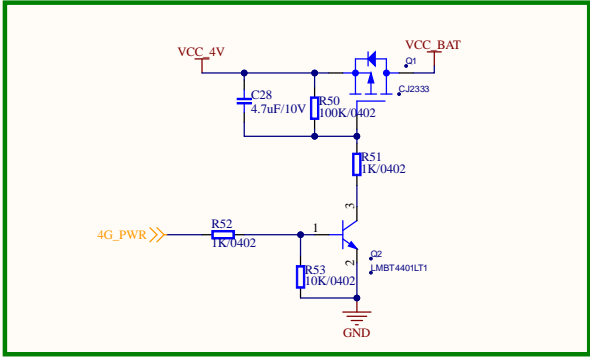 VCC_4V
VCC_BAT
Q1
CJ2333
C28
4.7uF/10V
R50
100K/0402
R51
1K/0402
3
4G_PWR
R52
1K/0402
1
Q2
LMBT4401LT1
2
R53
10K/0402
GND